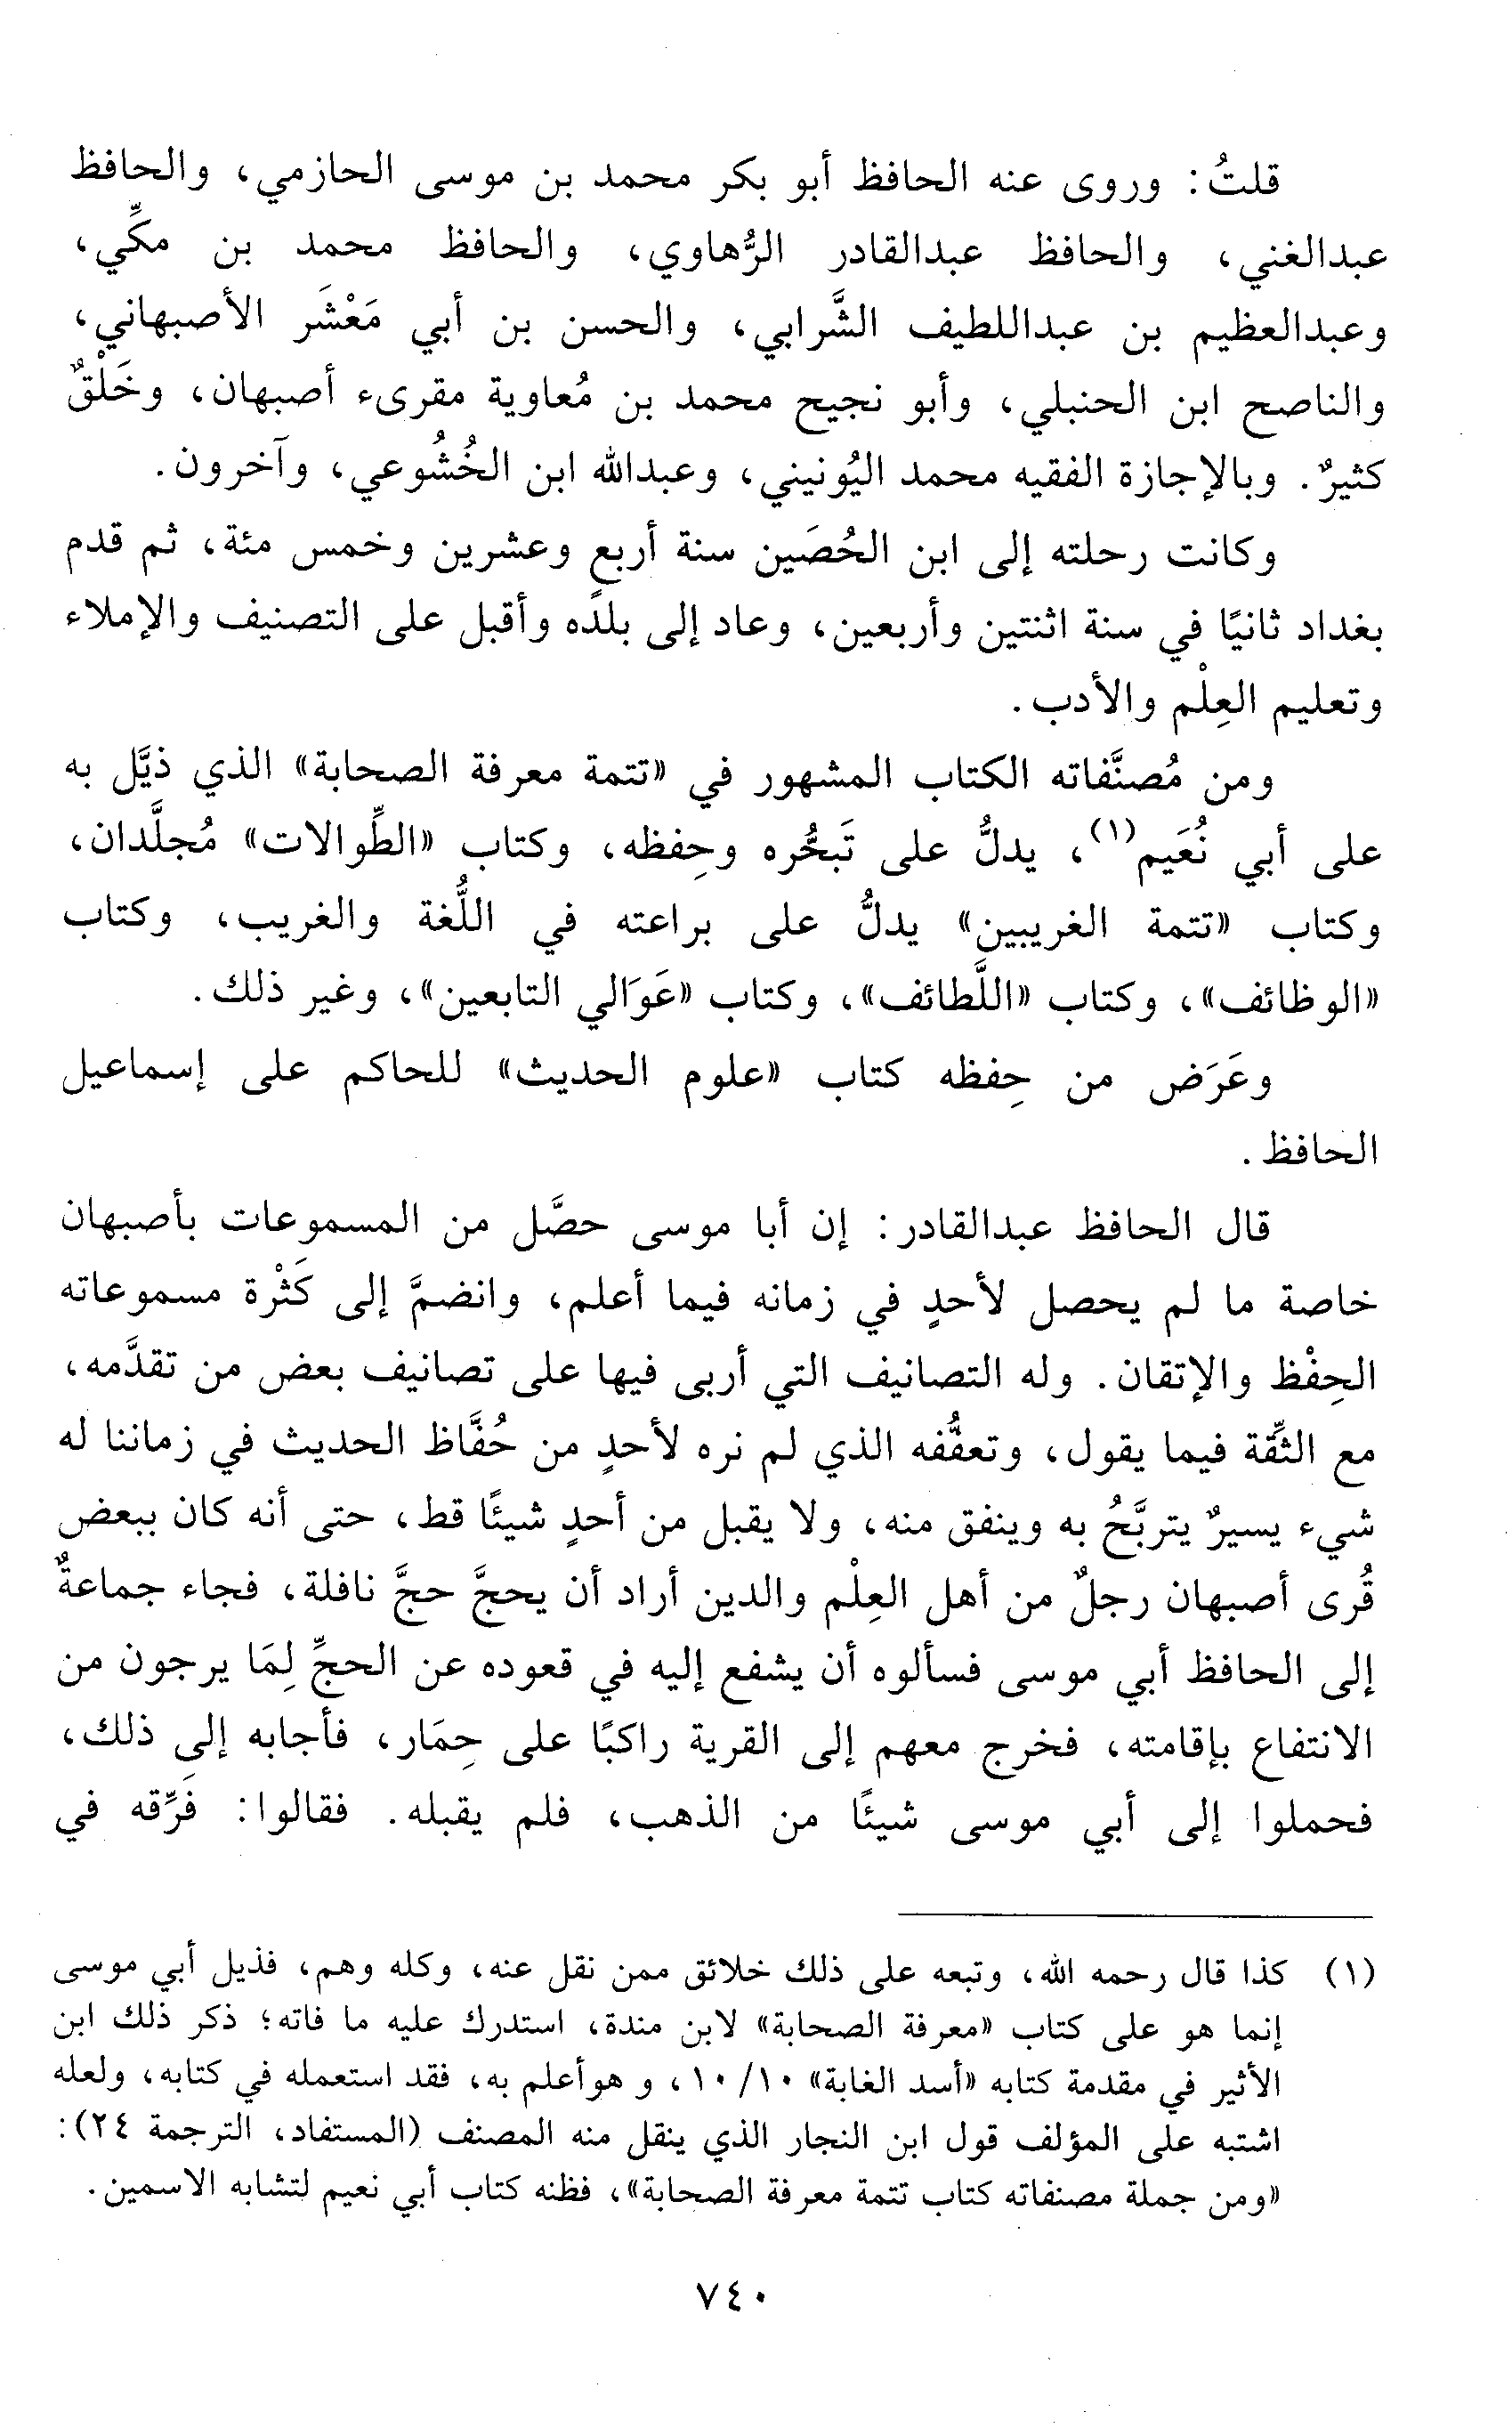 قلتُ: وروى عنه الحافظ أبو بكر محمد بن موسى الحازمي، والحافظ
عبدالغني، والحافظ عبدالقادر الرُّهاوي، والحافظ محمد بن مكِّي،
وعبدالعظيم بن عبداللطيف الشَّرابي، والحسن بن أبي مَعْشَر الأصبهاني،
والناصح ابن الحنبلي، وأبو نجيح محمد بن مُعاوية مقرىء أصبهان، وخَلْقٌ
كثيرٌ. وبالإجازة الفقيه محمد اليُونيني، وعبدالله ابن الخُشُوعي، وآخرون.
وكانت رحلته إلى ابن الحُصَين سنة أربع وعشرين وخمس مئة، ثم قدم
بغداد ثانيًا في سنة اثنتين وأربعين، وعاد إلى بلده وأقبل على التصنيف والإملاء
وتعليم العِلْم والأدب.
ومن مُصنَّفاته الكتاب المشهور في «تتمة معرفة الصحابة» الذي ذيَّل به
على أبي نُعَيم(١)، يدلُّ على تَبحُّره وحِفظه، وكتاب «الطِّوالات» مُجلَّدان،
وكتاب «تتمة الغريبين» يدلُّ على براعته في اللُّغة والغريب، وكتاب
«الوظائف»، وكتاب «اللَّطائف»، وكتاب «عَوَالي التابعين»، وغير ذلك.
وعَرَض من حِفظه كتاب «علوم الحديث» للحاكم على إسماعيل
الحافظ.
قال الحافظ عبدالقادر: إن أبا موسى حصَّل من المسموعات بأصبهان
خاصة ما لم يحصل لأحدٍ في زمانه فيما أعلم، وانضمَّ إلى كَثْرة مسموعاته
الحِفْظ والإتقان. وله التصانيف التي أربى فيها على تصانيف بعض من تقدَّمه،
مع الثِّقة فيما يقول، وتعفُّفه الذي لم نره لأحدٍ من حُفَّاظ الحديث في زماننا له
شيء يسيرٌ يتربَّحُ به وينفق منه، ولا يقبل من أحدٍ شيئًا قط، حتى أنه كان ببعض
قُرى أصبهان رجلٌ من أهل العِلْم والدين أراد أن يحجَّ حجَّ نافلة، فجاء جماعةٌ
إلى الحافظ أبي موسى فسألوه أن يشفع إليه في قعوده عن الحجِّ لِمَا يرجون من
الانتفاع بإقامته، فخرج معهم إلى القرية راكبًا على حِمَار، فأجابه إلى ذلك،
فحملوا إلى أبي موسى شيئًا من الذهب، فلم يقبله. فقالوا: فَرِّقه في
(١) كذا قال رحمه الله، وتبعه على ذلك خلائق ممن نقل عنه، وكله وهم، فذيل أبي موسى
إنما هو على كتاب «معرفة الصحابة» لابن مندة، استدرك عليه ما فاته؛ ذكر ذلك ابن
الأثير في مقدمة كتابه «أسد الغابة» ١٠/١٠، و هوأعلم به، فقد استعمله في كتابه، ولعله
اشتبه على المؤلف قول ابن النجار الذي ينقل منه المصنف (المستفاد، الترجمة ٢٤):
«ومن جملة مصنفاته كتاب تتمة معرفة الصحابة»، فظنه كتاب أبي نعيم لتشابه الاسمين.
٧٤٠